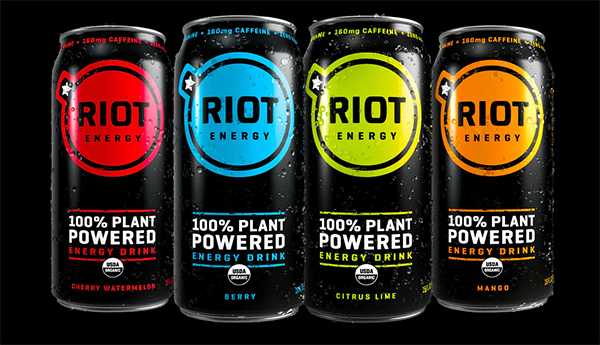 160mg CAFFEINE
RIOT
ENERGY
100% PLANT
POWERED
ENERGY DRINK
USDA
ORGANIC
CHERRY WATERMELON
160mg CAFFEINE
RIOT
ENERGY
100% PLANT
POWERED
ENERGY DRINK
USDA
ORGANIC
BERRY
160mg CAFFEINE
RIOT
ENERGY
100% PLANT
POWERED
ENERGY DRINK
USDA
ORGANIC
CITRUS LIME
160mg CAFFEINE
RIOT
ENERGY
100% PLANT
POWERED
ENERGY DRINK
USDA
ORGANIC
MANGO